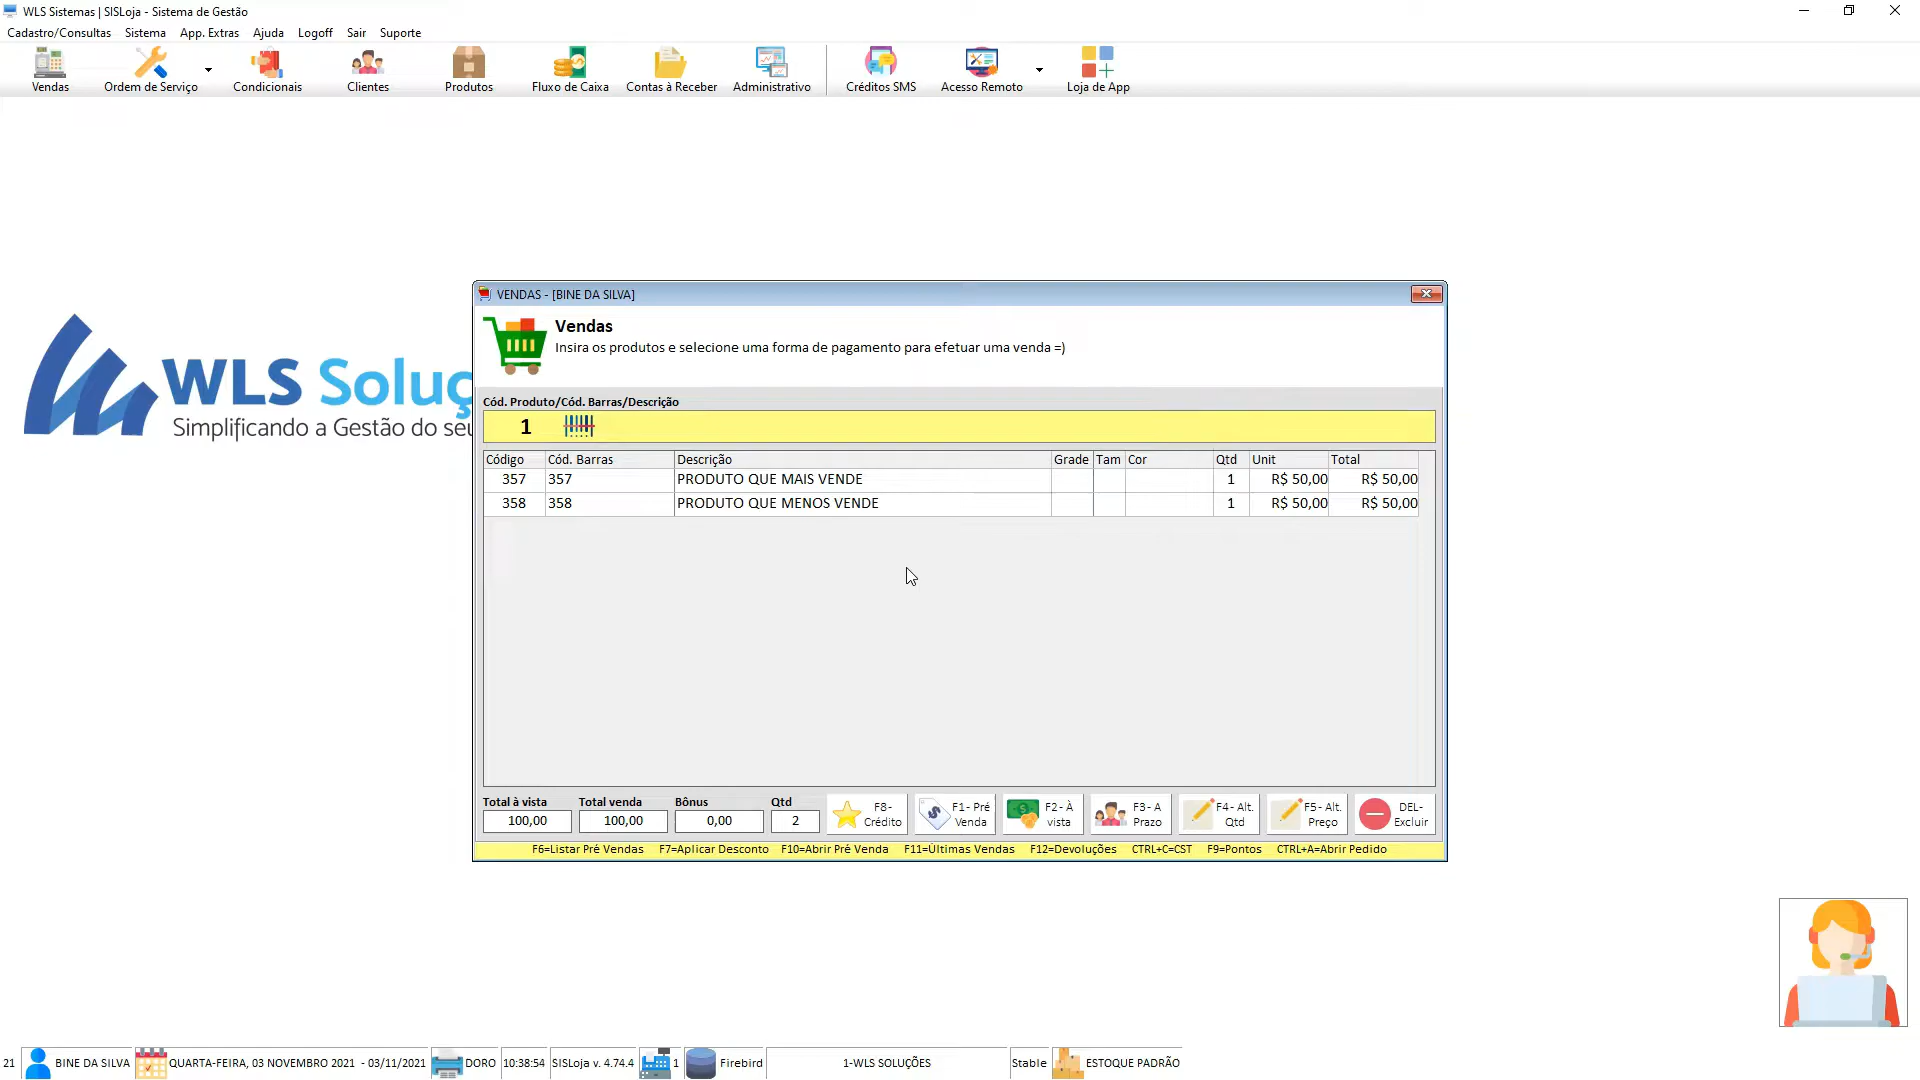 WLS Sistemas | SISLoja - Sistema de Gestão
Cadastro/Consultas Sistema App. Extras Ajuda Logoff Sair Suporte
Vendas Ordem de Serviço Condicionais Clientes Produtos Fluxo de Caixa Contas à Receber Administrativo Créditos SMS Acesso Remoto Loja de App
WLS Soluç
Simplificando a Gestão do seu
VENDAS - [BINE DA SILVA]
Vendas
Insira os produtos e selecione uma forma de pagamento para efetuar uma venda =)
Cód. Produto/Cód. Barras/Descrição
1
Código Cód. Barras Descrição Grade Tam Cor Qtd Unit Total
357 357 PRODUTO QUE MAIS VENDE 1 R$ 50,00 R$ 50,00
358 358 PRODUTO QUE MENOS VENDE 1 R$ 50,00 R$ 50,00
Total à vista Total venda Bônus Qtd
100,00 100,00 0,00 2
F8- Crédito
F1- Pré Venda
F2- À vista
F3- A Prazo
F4- Alt. Qtd
F5- Alt. Preço
DEL- Excluir
F6=Listar Pré Vendas F7=Aplicar Desconto F10=Abrir Pré Venda F11=Últimas Vendas F12=Devoluções CTRL+C=CST F9=Pontos CTRL+A=Abrir Pedido
21 BINE DA SILVA QUARTA-FEIRA, 03 NOVEMBRO 2021 - 03/11/2021 DORO 10:38:54 SISLoja v. 4.74.4 1 Firebird 1-WLS SOLUÇÕES Stable ESTOQUE PADRÃO